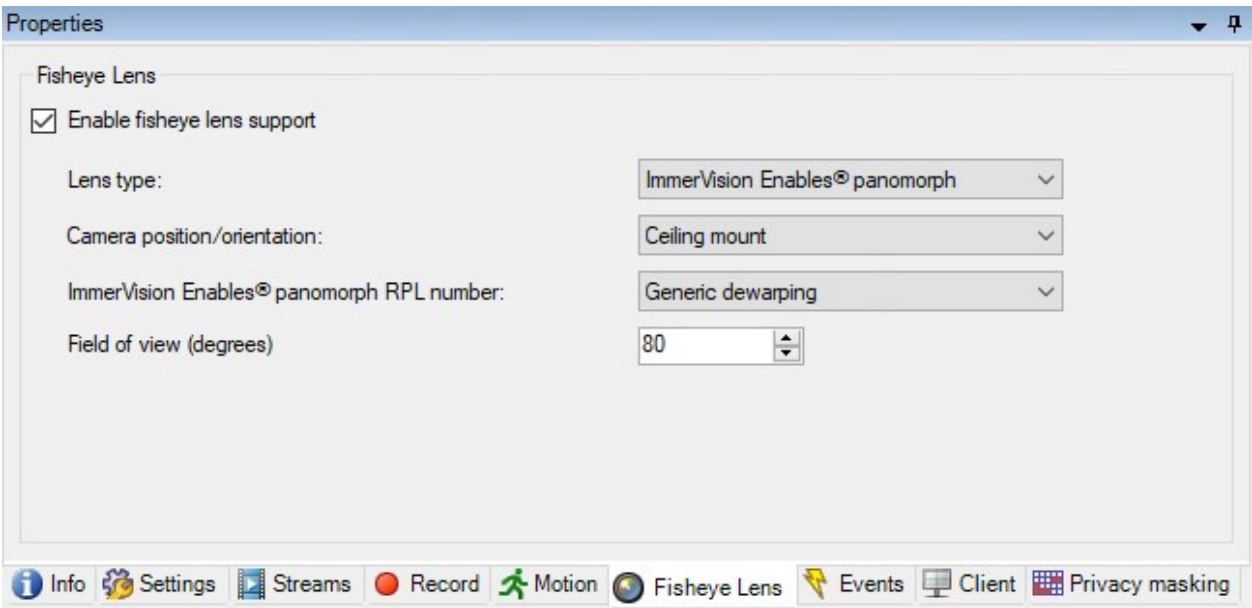 Properties
Fisheye Lens
Enable fisheye lens support
Lens type: ImmerVision Enables® panomorph
Camera position/orientation: Ceiling mount
ImmerVision Enables® panomorph RPL number: Generic dewarping
Field of view (degrees) 80
Info Settings Streams Record Motion Fisheye Lens Events Client Privacy masking